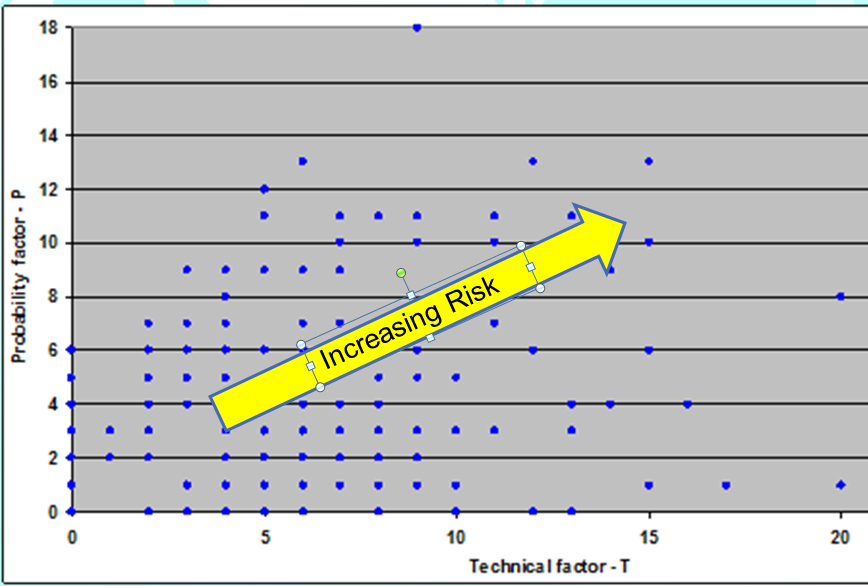 18
16
14
12
10
8
6
4
2
0
Probability factor - P
Increasing Risk
0 5 10 15 20
Technical factor - T